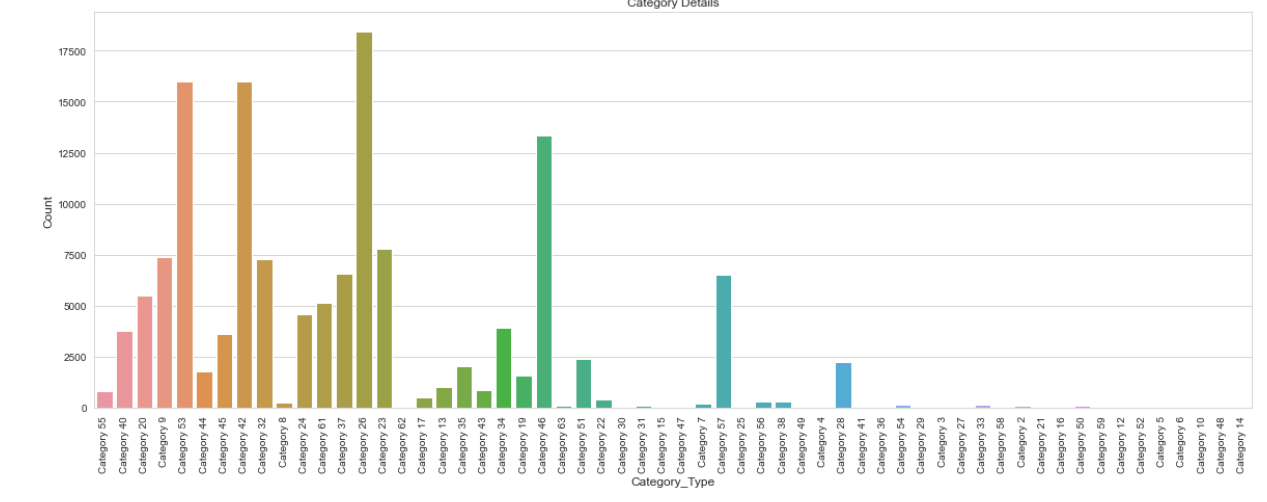 Category Details
17500
15000
12500
10000
7500
5000
2500
0
Count
Category 55
Category 40
Category 20
Category 9
Category 53
Category 44
Category 45
Category 42
Category 32
Category 8
Category 24
Category 61
Category 37
Category 26
Category 23
Category 62
Category 17
Category 13
Category 35
Category 43
Category 34
Category 19
Category 46
Category 63
Category 51
Category 22
Category 30
Category 31
Category 15
Category 47
Category 7
Category 57
Category 25
Category 56
Category 38
Category 49
Category 4
Category 28
Category 41
Category 36
Category 54
Category 29
Category 3
Category 27
Category 33
Category 58
Category 2
Category 21
Category 16
Category 50
Category 59
Category 12
Category 52
Category 5
Category 6
Category 10
Category 48
Category 14
Category_Type